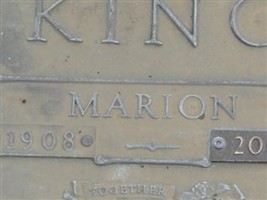 KING
MARION
1908 20
TOGETHER